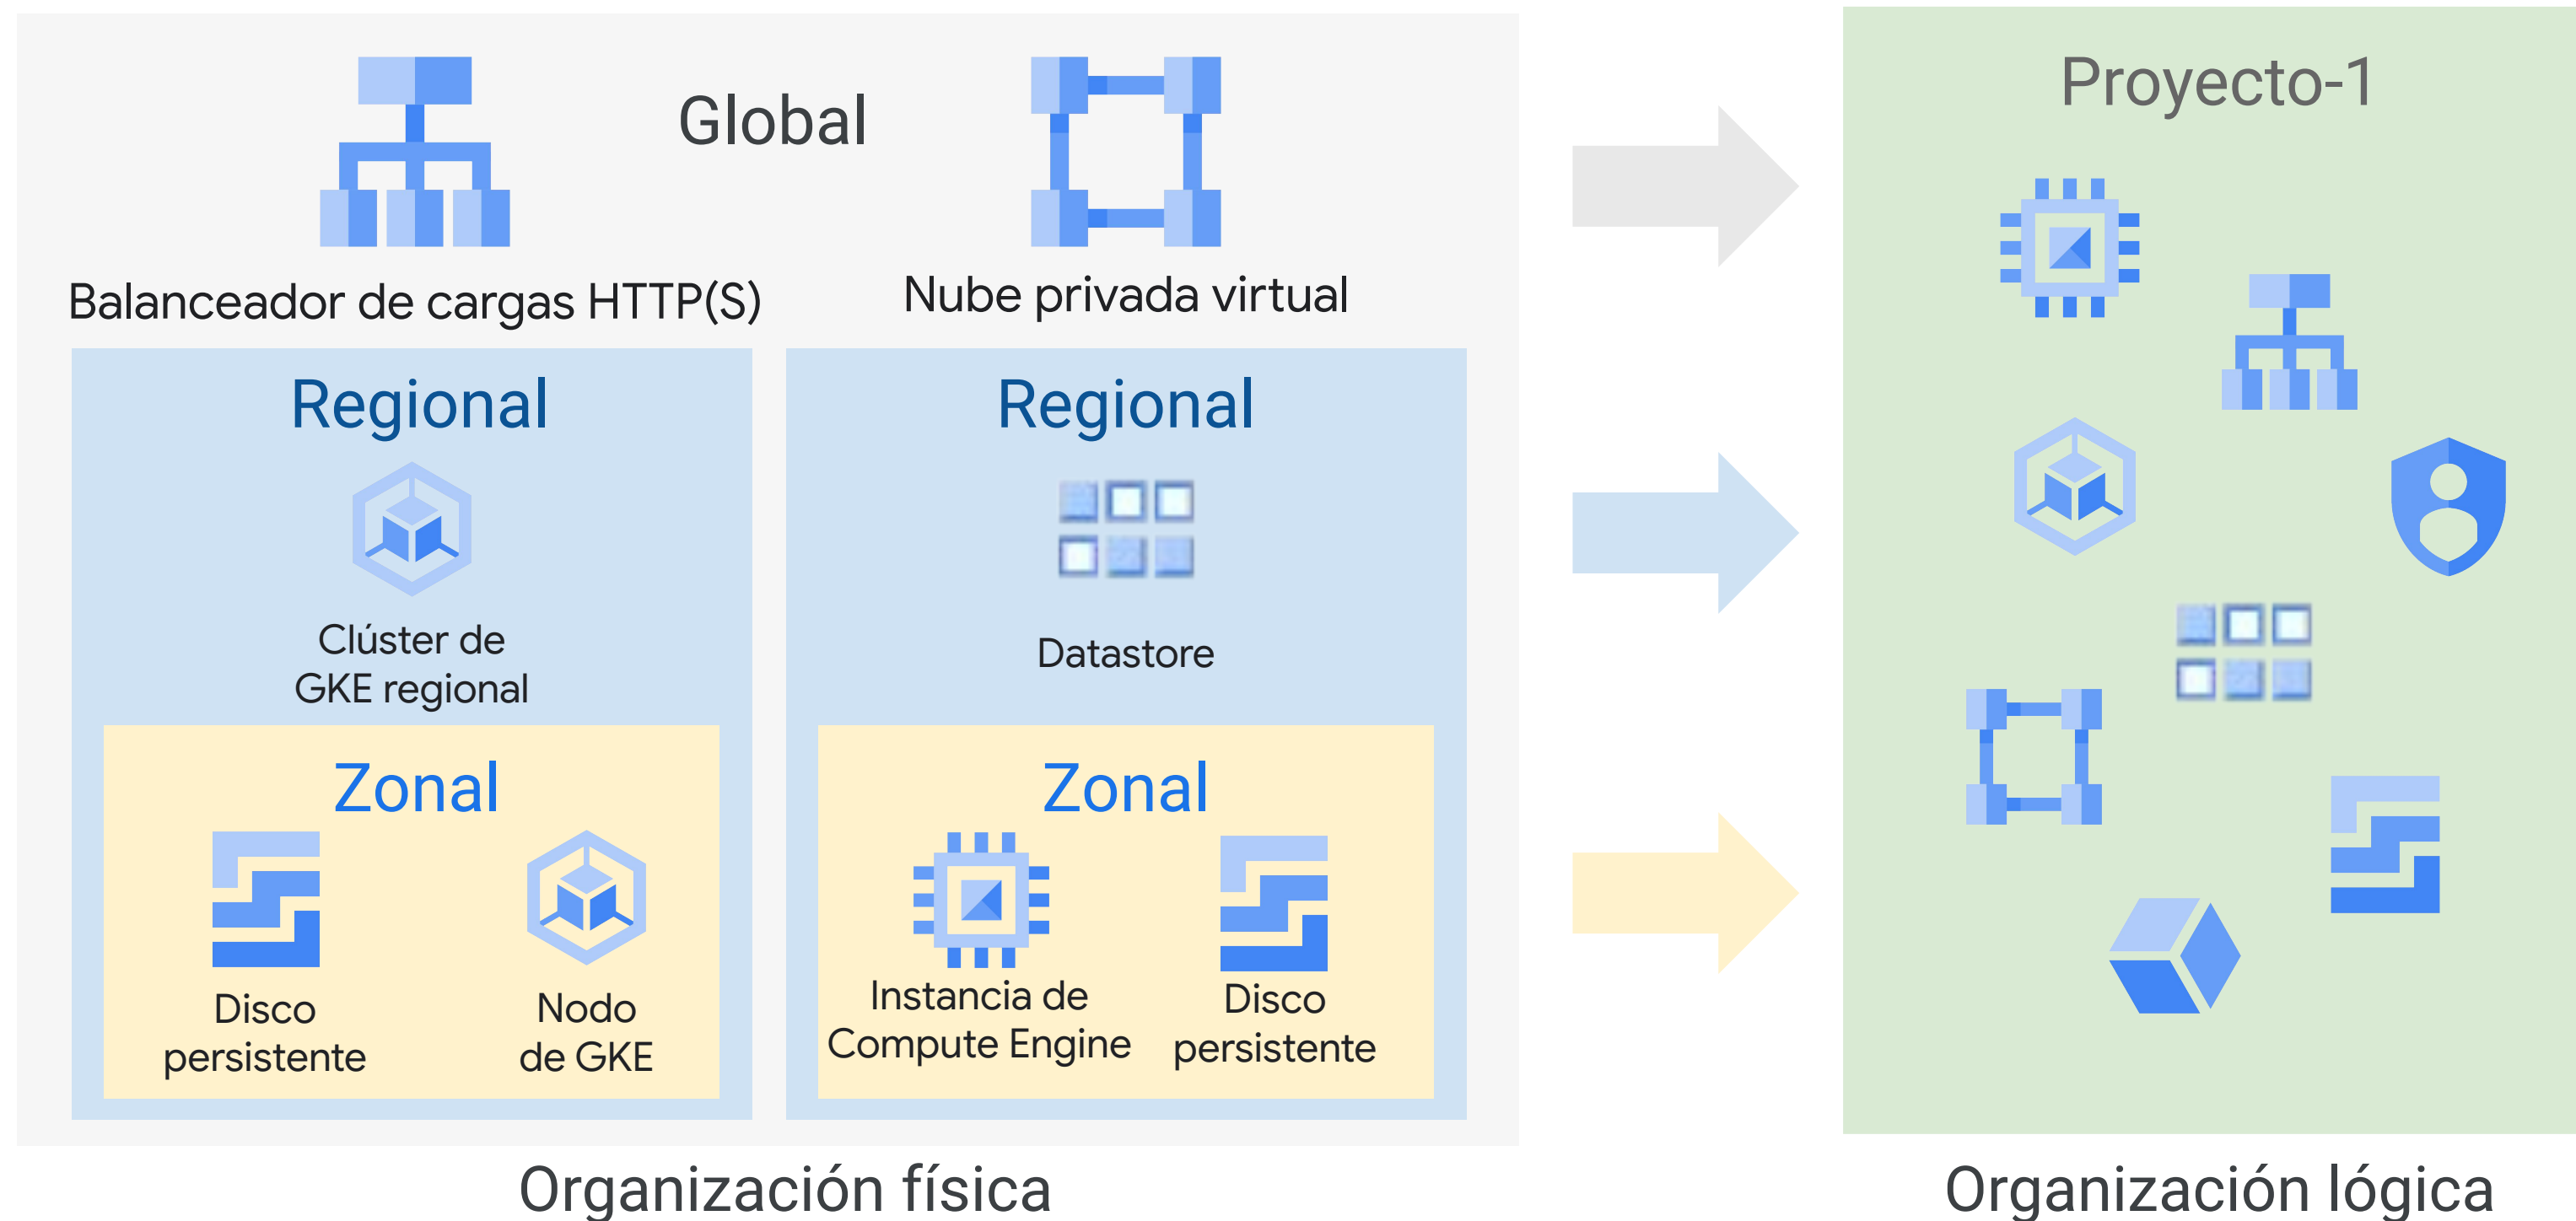 Global
Proyecto-1
Balanceador de cargas HTTP(S)
Nube privada virtual
Regional
Regional
Clúster de
GKE regional
Datastore
Zonal
Zonal
Disco
persistente
Nodo
de GKE
Instancia de
Compute Engine
Disco
persistente
Organización física
Organización lógica